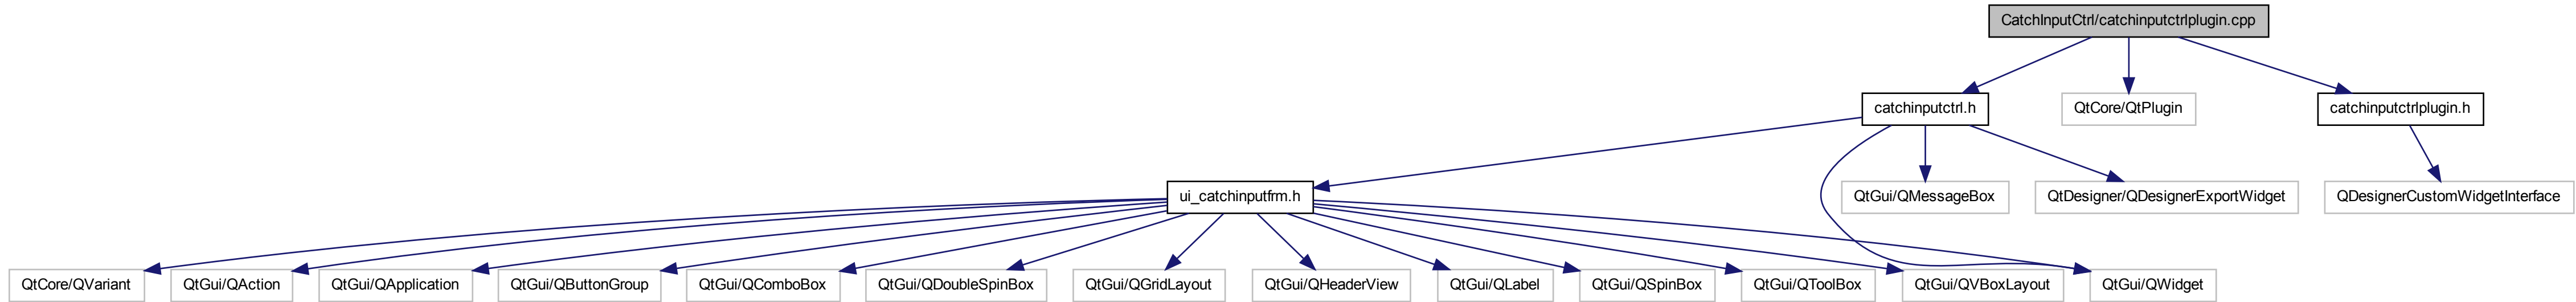 CatchInputCtrl/catchinputctrlplugin.cpp
catchinputctrl.h
QtCore/QtPlugin
catchinputctrlplugin.h
ui_catchinputfrm.h
QtGui/QMessageBox
QtDesigner/QDesignerExportWidget
QDesignerCustomWidgetInterface
QtCore/QVariant
QtGui/QAction
QtGui/QApplication
QtGui/QButtonGroup
QtGui/QComboBox
QtGui/QDoubleSpinBox
QtGui/QGridLayout
QtGui/QHeaderView
QtGui/QLabel
QtGui/QSpinBox
QtGui/QToolBox
QtGui/QVBoxLayout
QtGui/QWidget